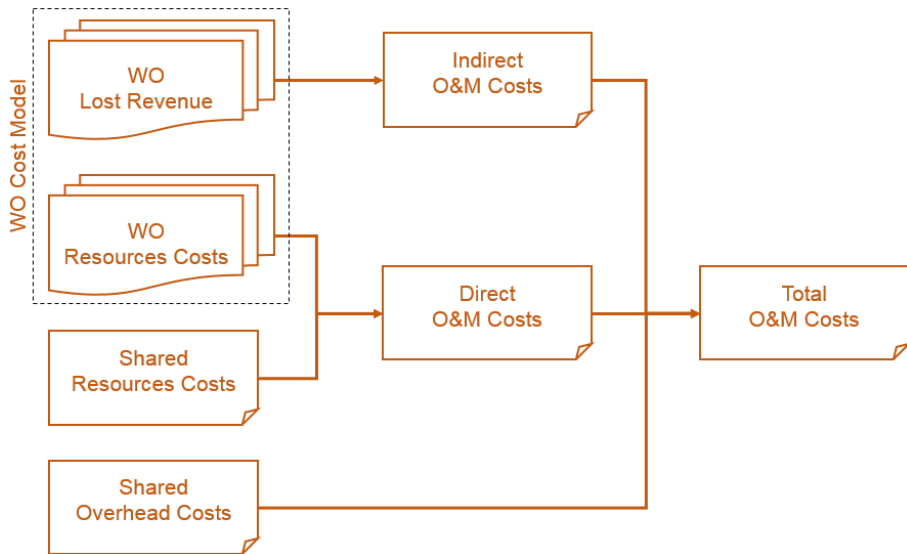 WO Cost Model
WO
Lost Revenue
Indirect
O&M Costs
WO
Resources Costs
Direct
O&M Costs
Total
O&M Costs
Shared
Resources Costs
Shared
Overhead Costs